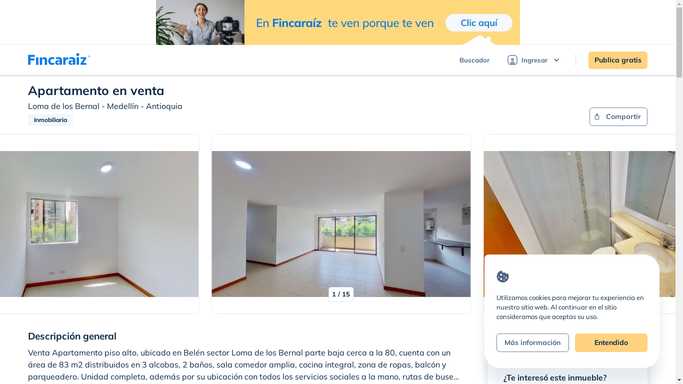 En Fincaraíz te ven porque te ven
Clic aquí
Fincaraiz
Buscador
Ingresar
Publica gratis
Apartamento en venta
Loma de los Bernal - Medellín - Antioquia
Inmobiliaria
Compartir
1 / 15
Utilizamos cookies para mejorar tu experiencia en
nuestro sitio web. Al continuar en el sitio
consideramos que aceptas su uso.
Más información
Entendido
Descripción general
Venta Apartamento piso alto, ubicado en Belén sector Loma de los Bernal parte baja cerca a la 80, cuenta con un
área de 83 m2 distribuidos en 3 alcobas, 2 baños, sala comedor amplia, cocina integral, zona de ropas, balcón y
parqueadero. Unidad completa, además por su ubicación con todos los servicios sociales a la mano, rutas de buse...
¿Te interesó este inmueble?